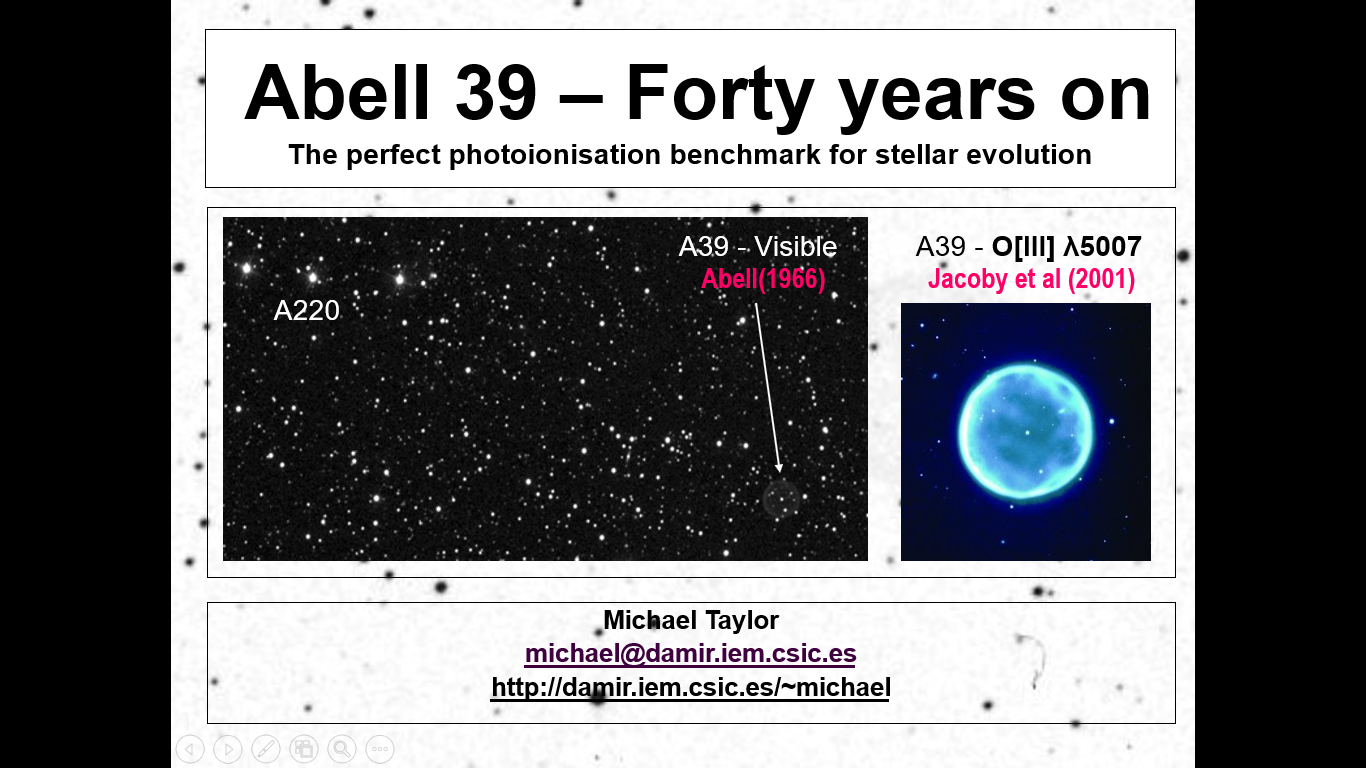 Abell 39 – Forty years on
The perfect photoionisation benchmark for stellar evolution
A39 - Visible
Abell(1966)
A220
A39 - O[III] λ5007
Jacoby et al (2001)
Michael Taylor
michael@damir.iem.csic.es
http://damir.iem.csic.es/~michael